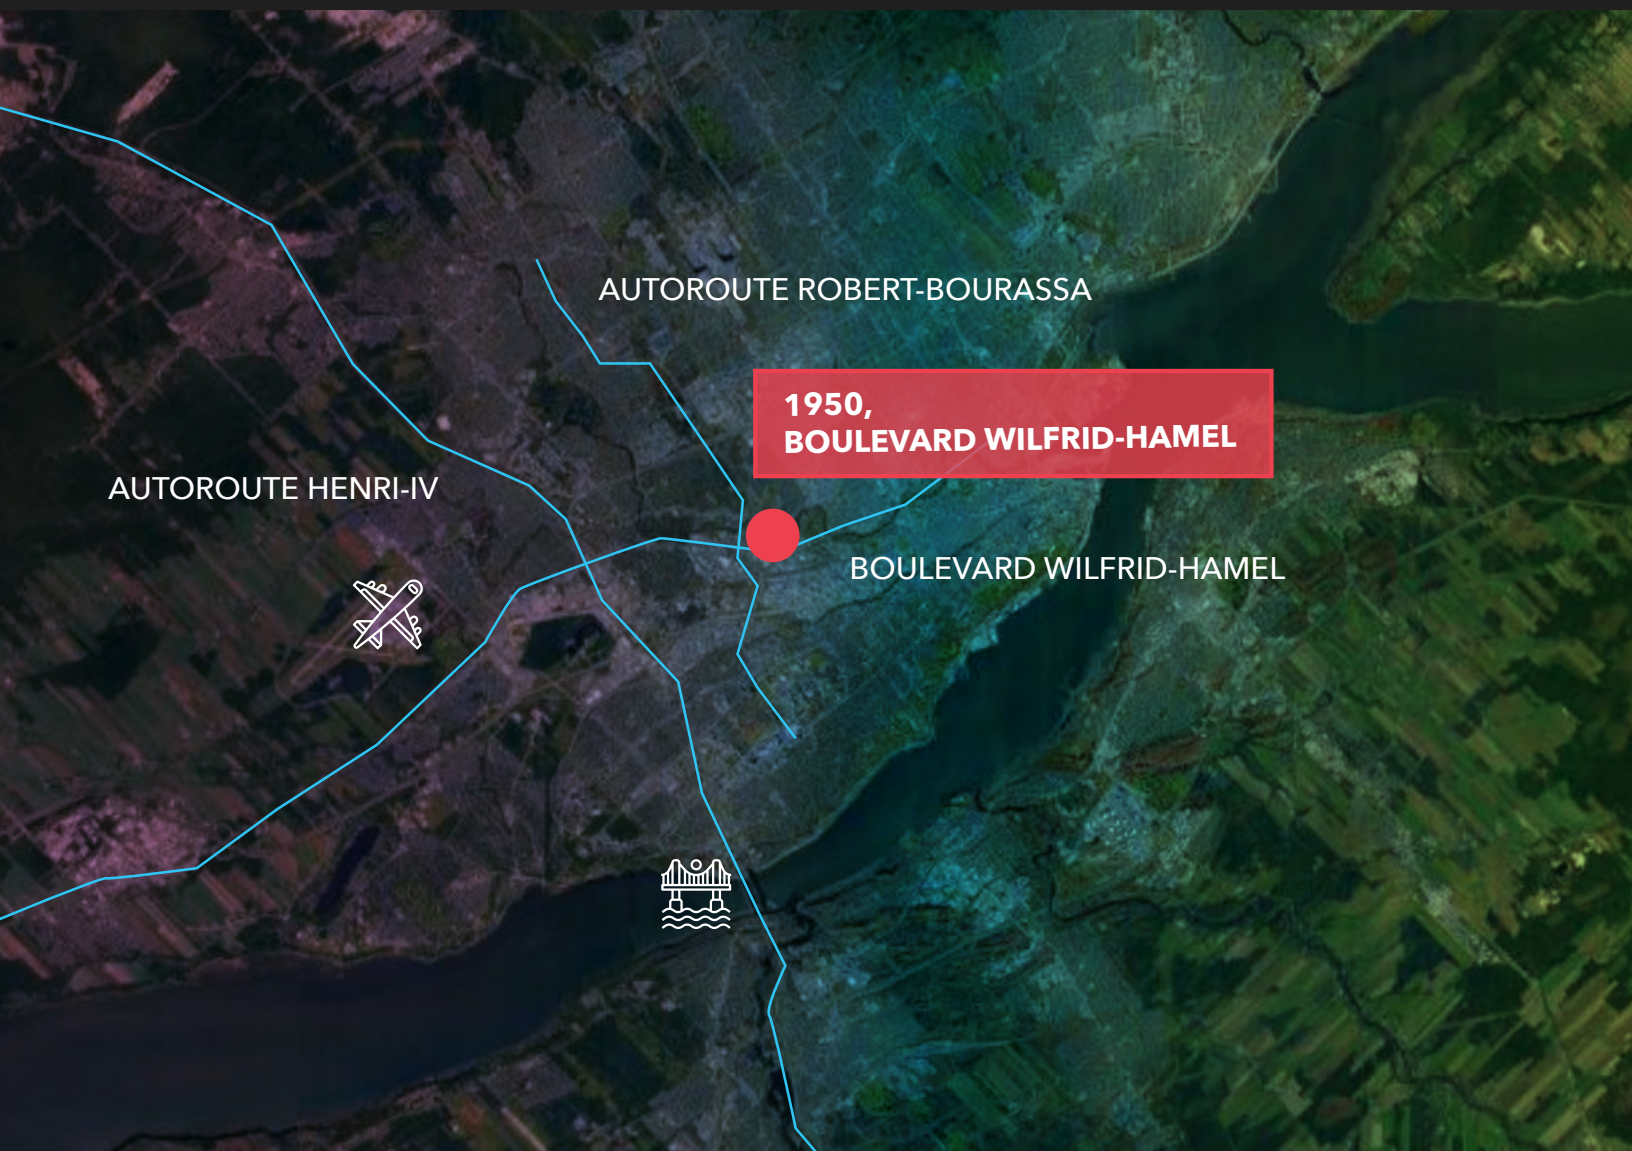 AUTOROUTE ROBERT-BOURASSA
1950,
BOULEVARD WILFRID-HAMEL
AUTOROUTE HENRI-IV
BOULEVARD WILFRID-HAMEL